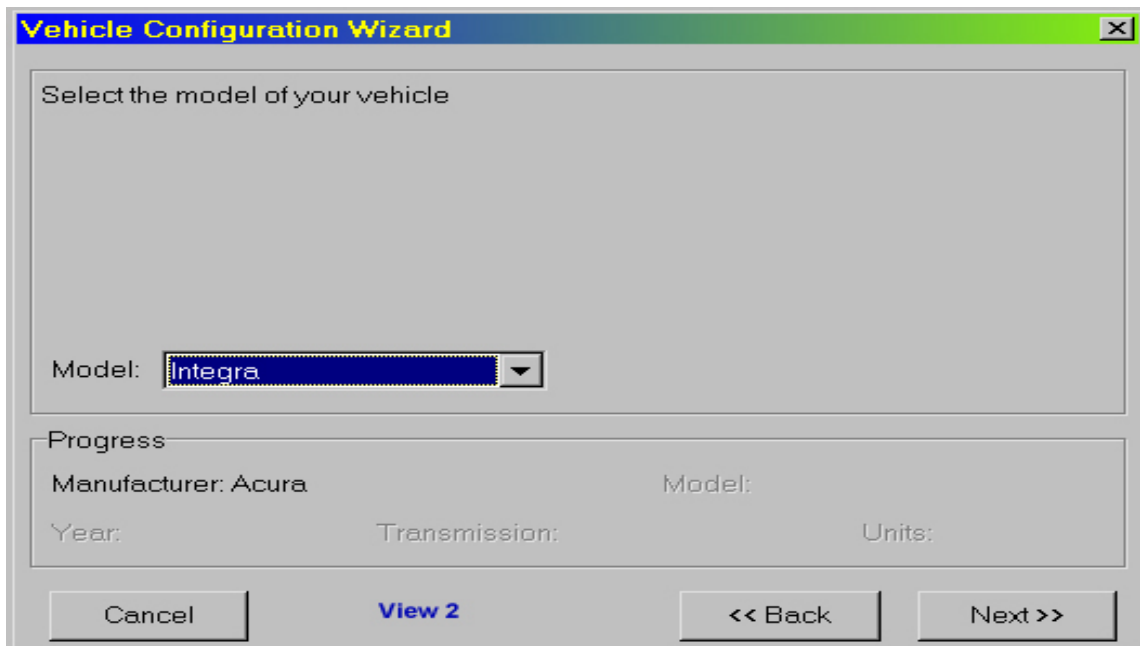 Vehicle Configuration Wizard
Select the model of your vehicle
Model: Integra
Progress
Manufacturer: Acura Model:
Year: Transmission: Units:
Cancel View 2 << Back Next >>